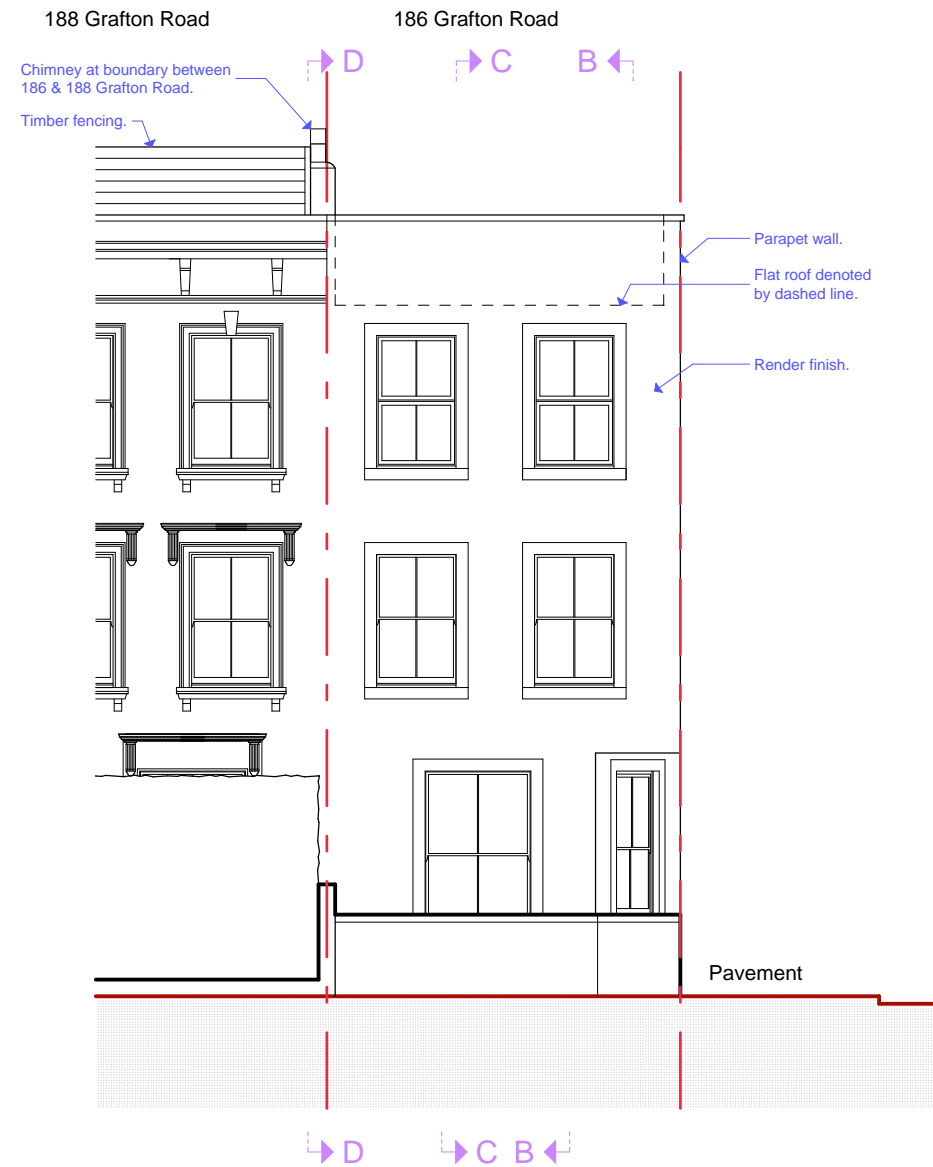 188 Grafton Road
186 Grafton Road
D
C
B
Chimney at boundary between
186 & 188 Grafton Road.
Timber fencing.
Parapet wall.
Flat roof denoted
by dashed line.
Render finish.
Pavement
D
C
B